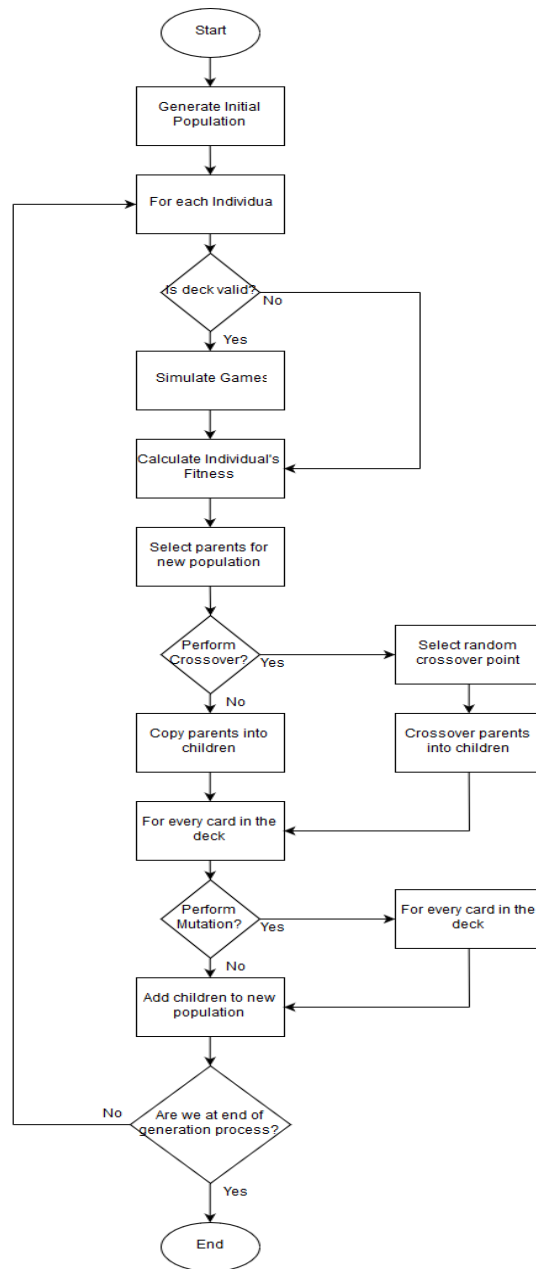 Start
Generate Initial
Population
For each Individua
Is deck valid?
No
Yes
Simulate Games
Calculate Individual's
Fitness
Select parents for
new population
Perform
Crossover?
Yes
Select random
crossover point
No
Copy parents into
children
Crossover parents
into children
For every card in the
deck
Perform
Mutation?
Yes
For every card in the
deck
No
Add children to new
population
No
Are we at end of
generation process?
Yes
End